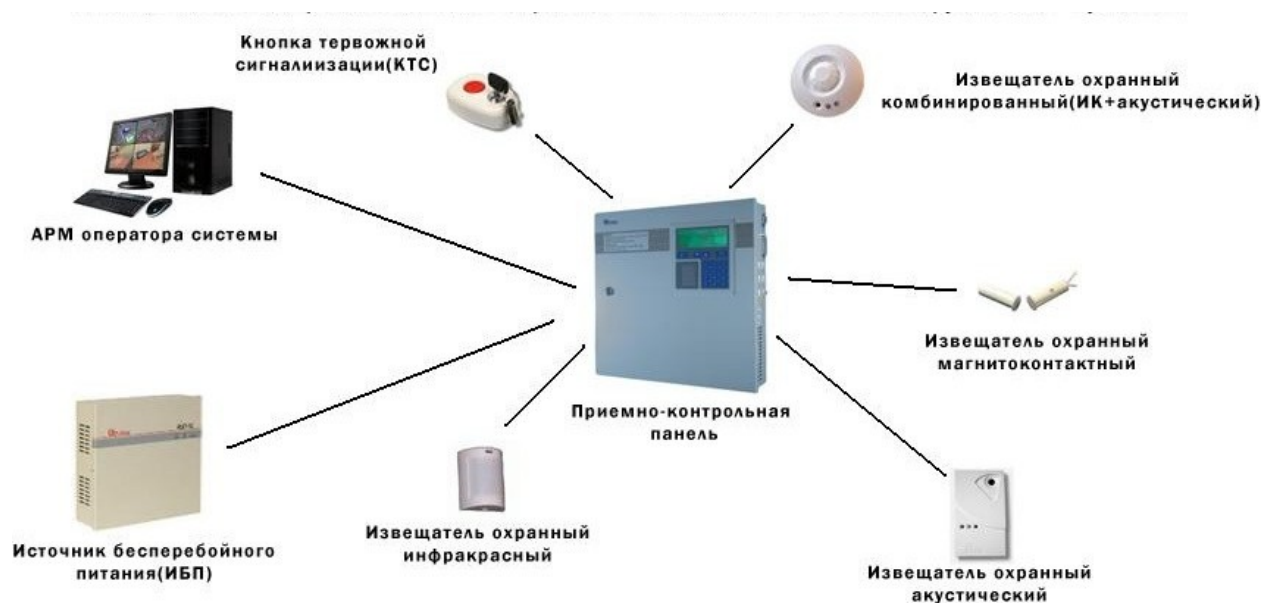 Кнопка тервожной
сигналиизации(КТС)
Извещатель охранный
комбинированный(ИК+акустический)
АРМ оператора системы
Извещатель охранный
магнитоконтактный
Приемно-контрольная
панель
Источник бесперебойного
питания(ИБП)
Извещатель охранный
инфракрасный
Извещатель охранный
акустический